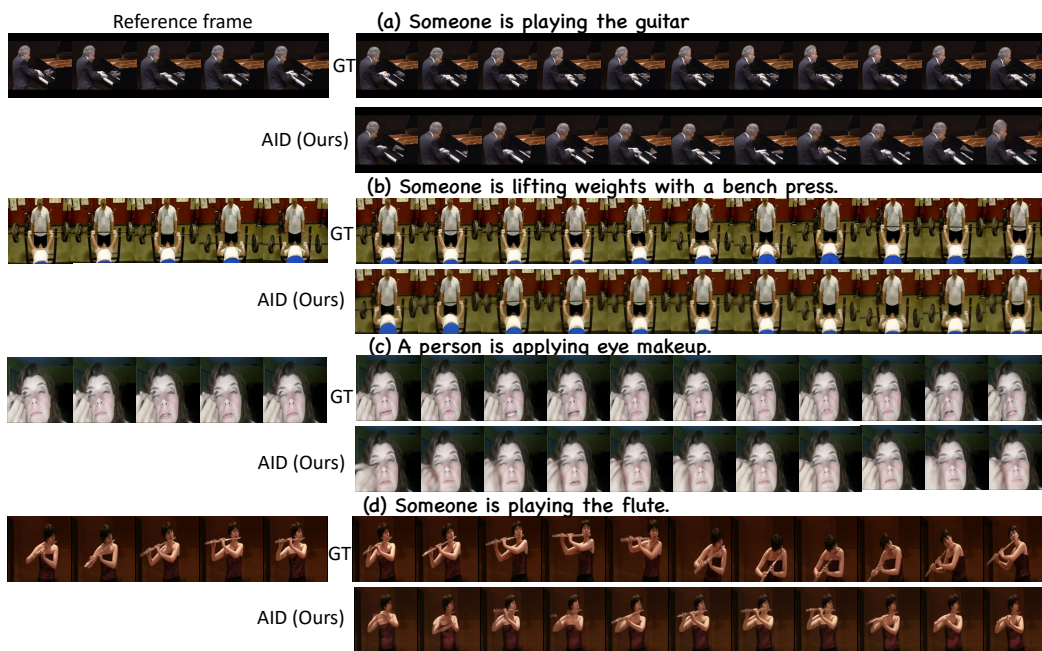 Reference frame
(a) Someone is playing the guitar
GT
AID (Ours)
(b) Someone is lifting weights with a bench press.
GT
AID (Ours)
(c) A person is applying eye makeup.
GT
AID (Ours)
(d) Someone is playing the flute.
GT
AID (Ours)